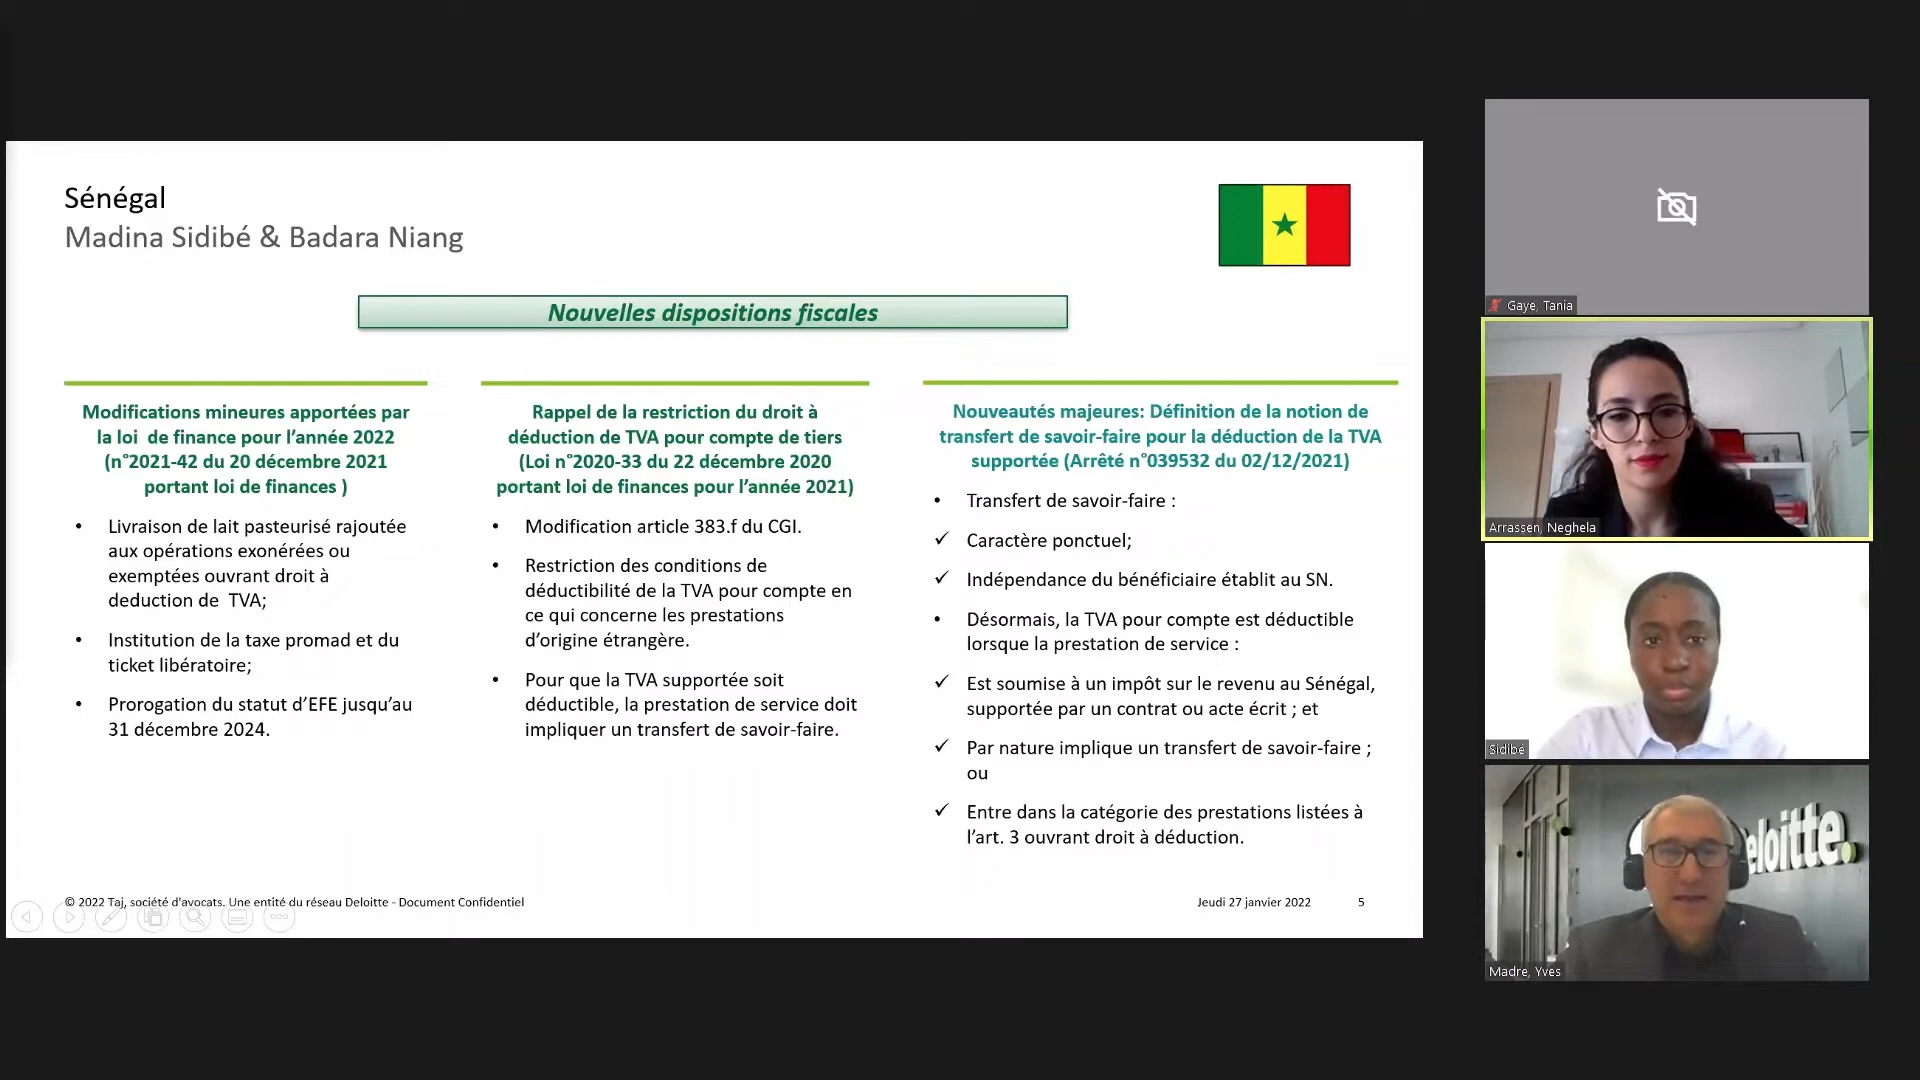 Sénégal
Madina Sidibé & Badara Niang
Nouvelles dispositions fiscales
Modifications mineures apportées par
la loi de finance pour l'année 2022
(n°2021-42 du 20 décembre 2021
portant loi de finances )
• Livraison de lait pasteurisé rajoutée
aux opérations exonérées ou
exemptées ouvrant droit à
deduction de TVA;
• Institution de la taxe promad et du
ticket libératoire;
• Prorogation du statut d'EFE jusqu'au
31 décembre 2024.
Rappel de la restriction du droit à
déduction de TVA pour compte de tiers
(Loi n°2020-33 du 22 décembre 2020
portant loi de finances pour l'année 2021)
• Modification article 383.f du CGI.
• Restriction des conditions de
déductibilité de la TVA pour compte en
ce qui concerne les prestations
d'origine étrangère.
• Pour que la TVA supportée soit
déductible, la prestation de service doit
impliquer un transfert de savoir-faire.
Nouveautés majeures: Définition de la notion de
transfert de savoir-faire pour la déduction de la TVA
supportée (Arrêté n°039532 du 02/12/2021)
• Transfert de savoir-faire :
✓ Caractère ponctuel;
✓ Indépendance du bénéficiaire établit au SN.
• Désormais, la TVA pour compte est déductible
lorsque la prestation de service :
✓ Est soumise à un impôt sur le revenu au Sénégal,
supportée par un contrat ou acte écrit ; et
✓ Par nature implique un transfert de savoir-faire ;
ou
✓ Entre dans la catégorie des prestations listées à
l'art. 3 ouvrant droit à déduction.
© 2022 Taj, société d'avocats. Une entité du réseau Deloitte - Document Confidentiel
Jeudi 27 janvier 2022
5
Gaye, Tania
Arrassen, Neghela
Sidibé
eloitte.
Madre, Yves